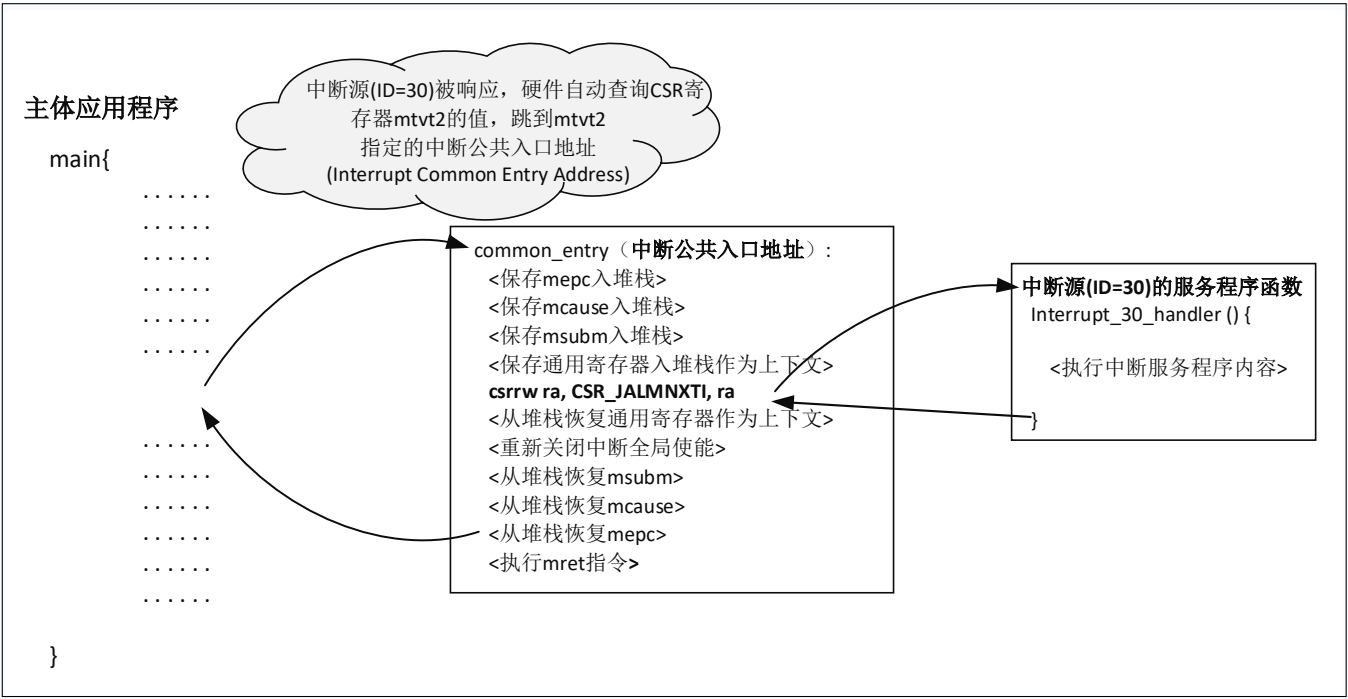 中断源(ID=30)被响应，硬件自动查询CSR寄
存器mtvt2的值，跳到mtvt2
指定的中断公共入口地址
(Interrupt Common Entry Address)
主体应用程序
main{
......
......
......
......
......
......
common_entry（中断公共入口地址）:
<保存mepc入堆栈>
<保存mcause入堆栈>
<保存msubm入堆栈>
<保存通用寄存器入堆栈作为上下文>
csrrw ra, CSR_JALMNXTI, ra
<从堆栈恢复通用寄存器作为上下文>
<重新关闭中断全局使能>
<从堆栈恢复msubm>
<从堆栈恢复mcause>
<从堆栈恢复mepc>
<执行mret指令>
中断源(ID=30)的服务程序函数
Interrupt_30_handler () {
<执行中断服务程序内容>
}
......
......
......
......
......
......
}